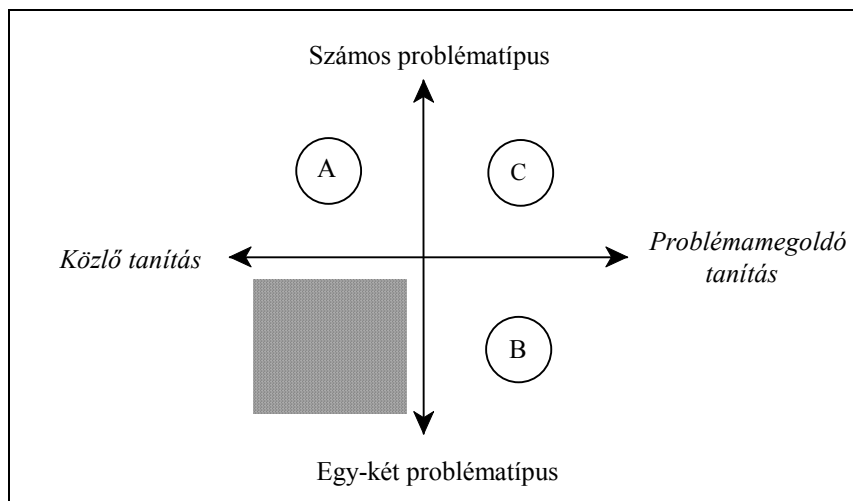 Számos problématípus
A
C
Közlő tanítás
Problémamegoldó
tanítás
B
Egy-két problématípus